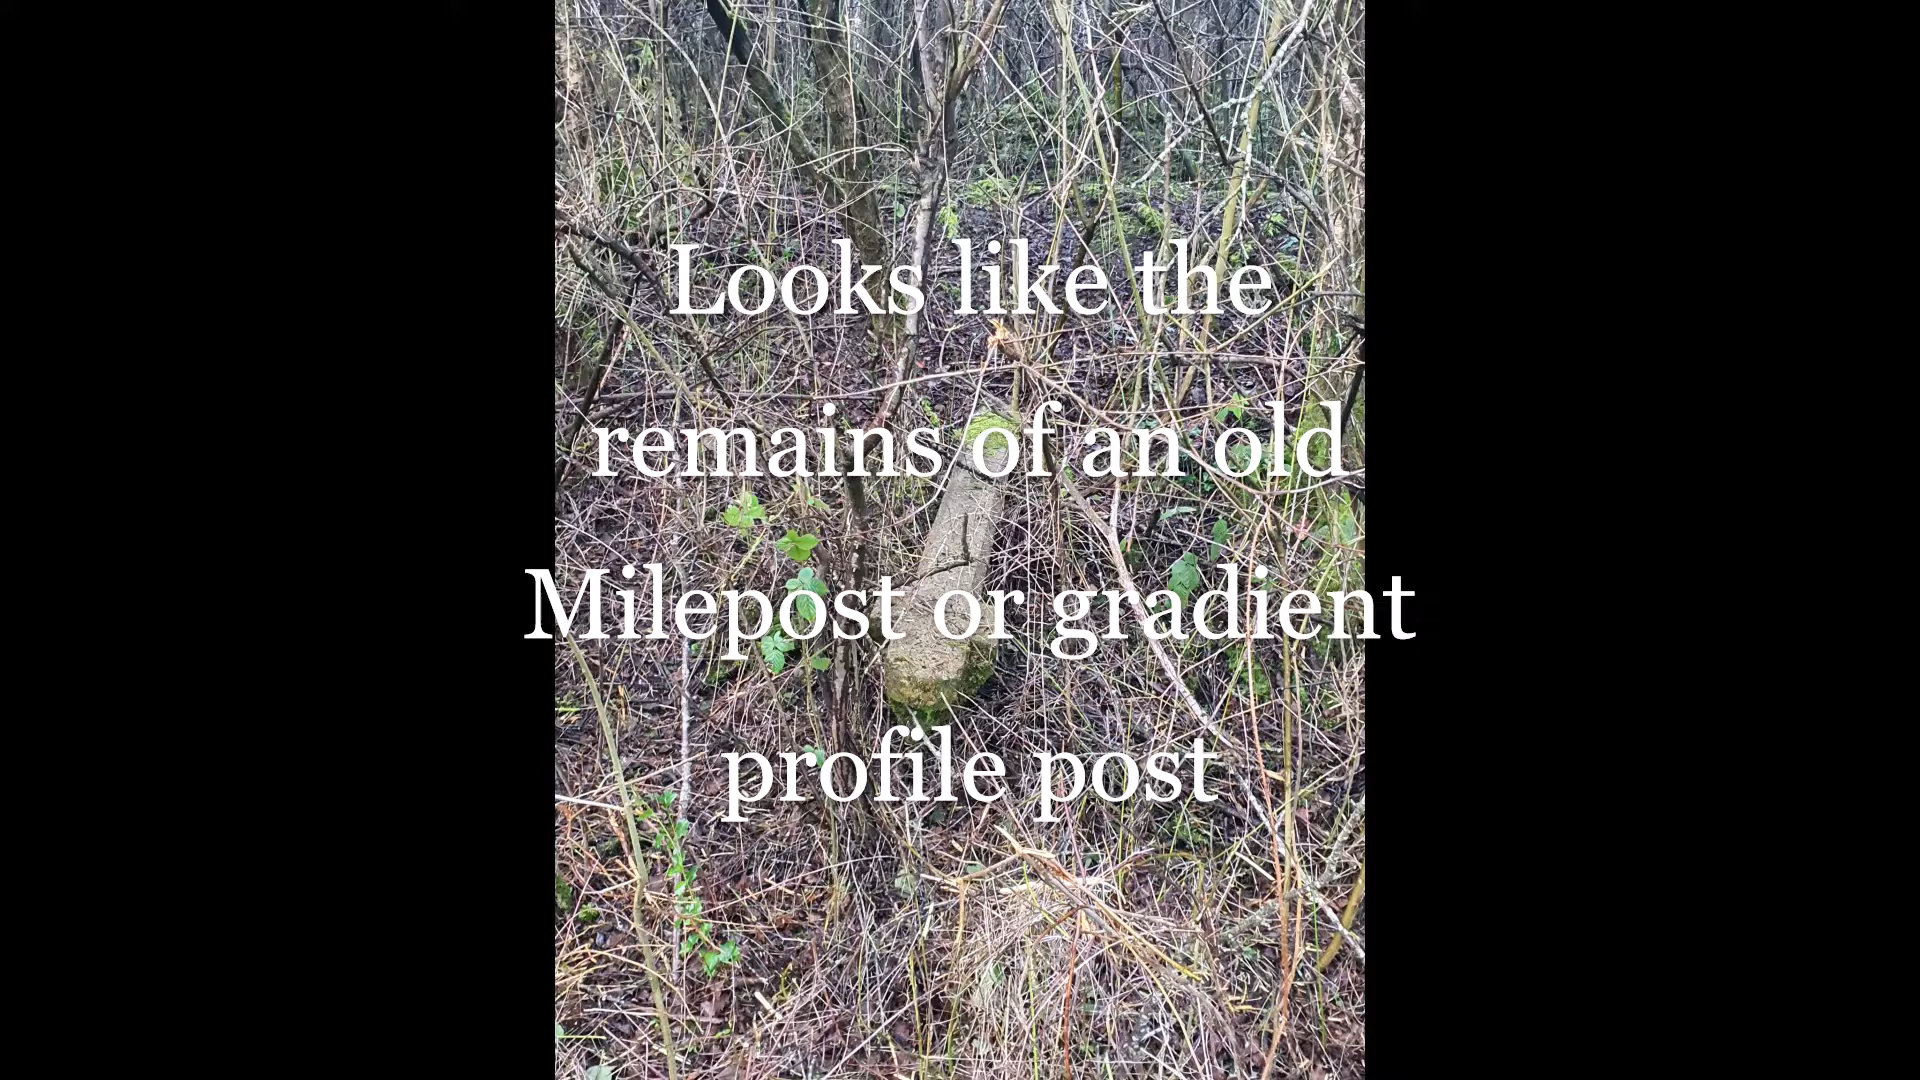 Looks like the
remains of an old
Milepost or gradient
profile post